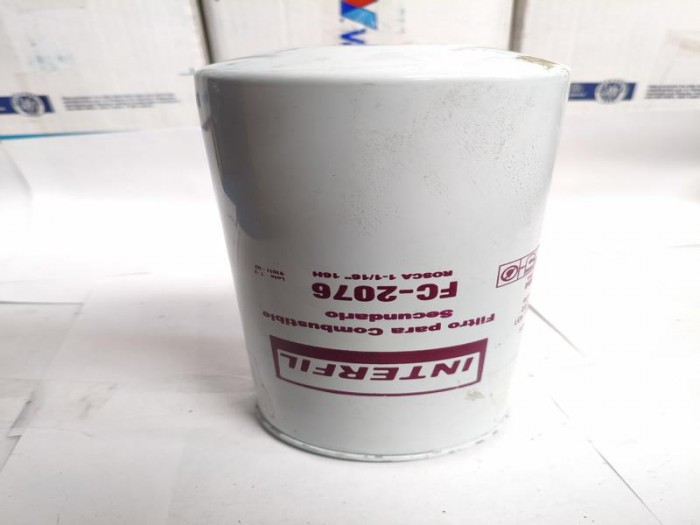 INTERFIL
Filtro para Combustible
Secundario
FC-2076
ROSCA 1-1/16" 16H